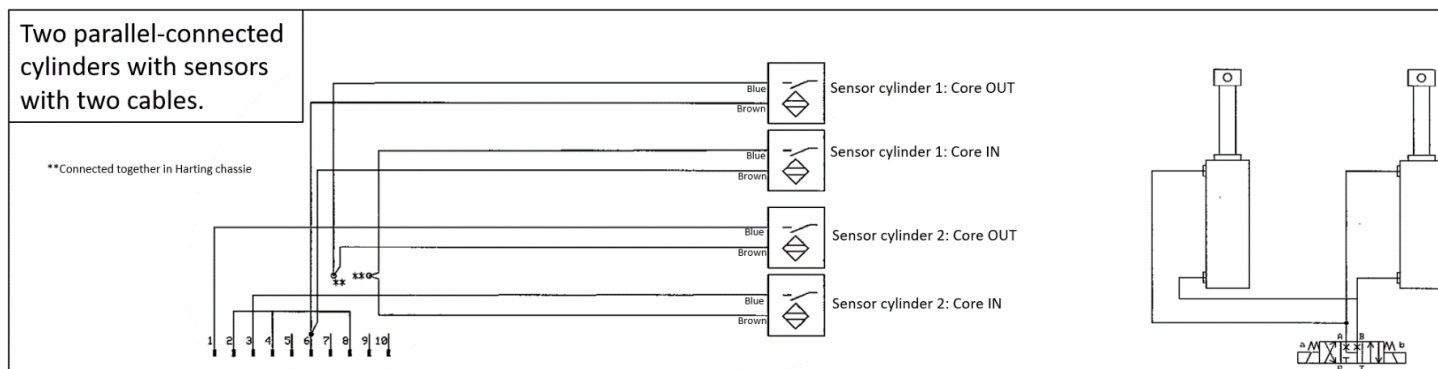 Two parallel-connected
cylinders with sensors
with two cables.
**Connected together in Harting chassie
Blue
Brown
Sensor cylinder 1: Core OUT
Blue
Brown
Sensor cylinder 1: Core IN
Blue
Brown
Sensor cylinder 2: Core OUT
** **
Blue
Brown
Sensor cylinder 2: Core IN
1 2 3 4 5 6 7 8 9 10
A B
a b
P T